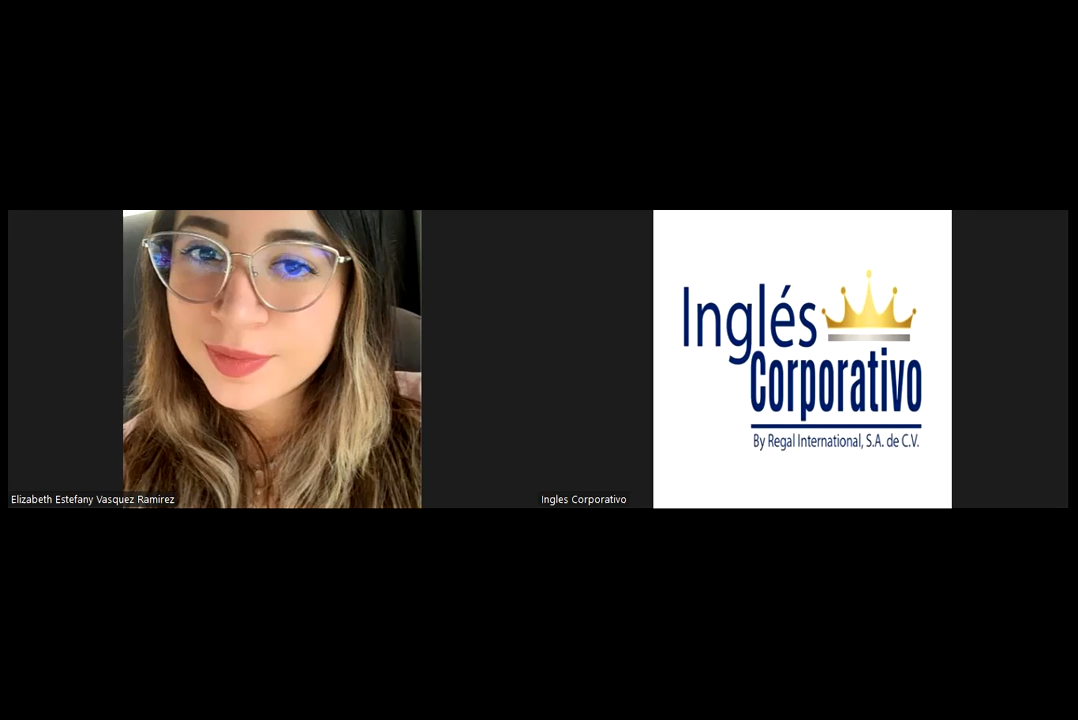 Inglés
Corporativo
By Regal International, S.A. de C.V.
Elizabeth Estefany Vasquez Ramirez
Ingles Corporativo